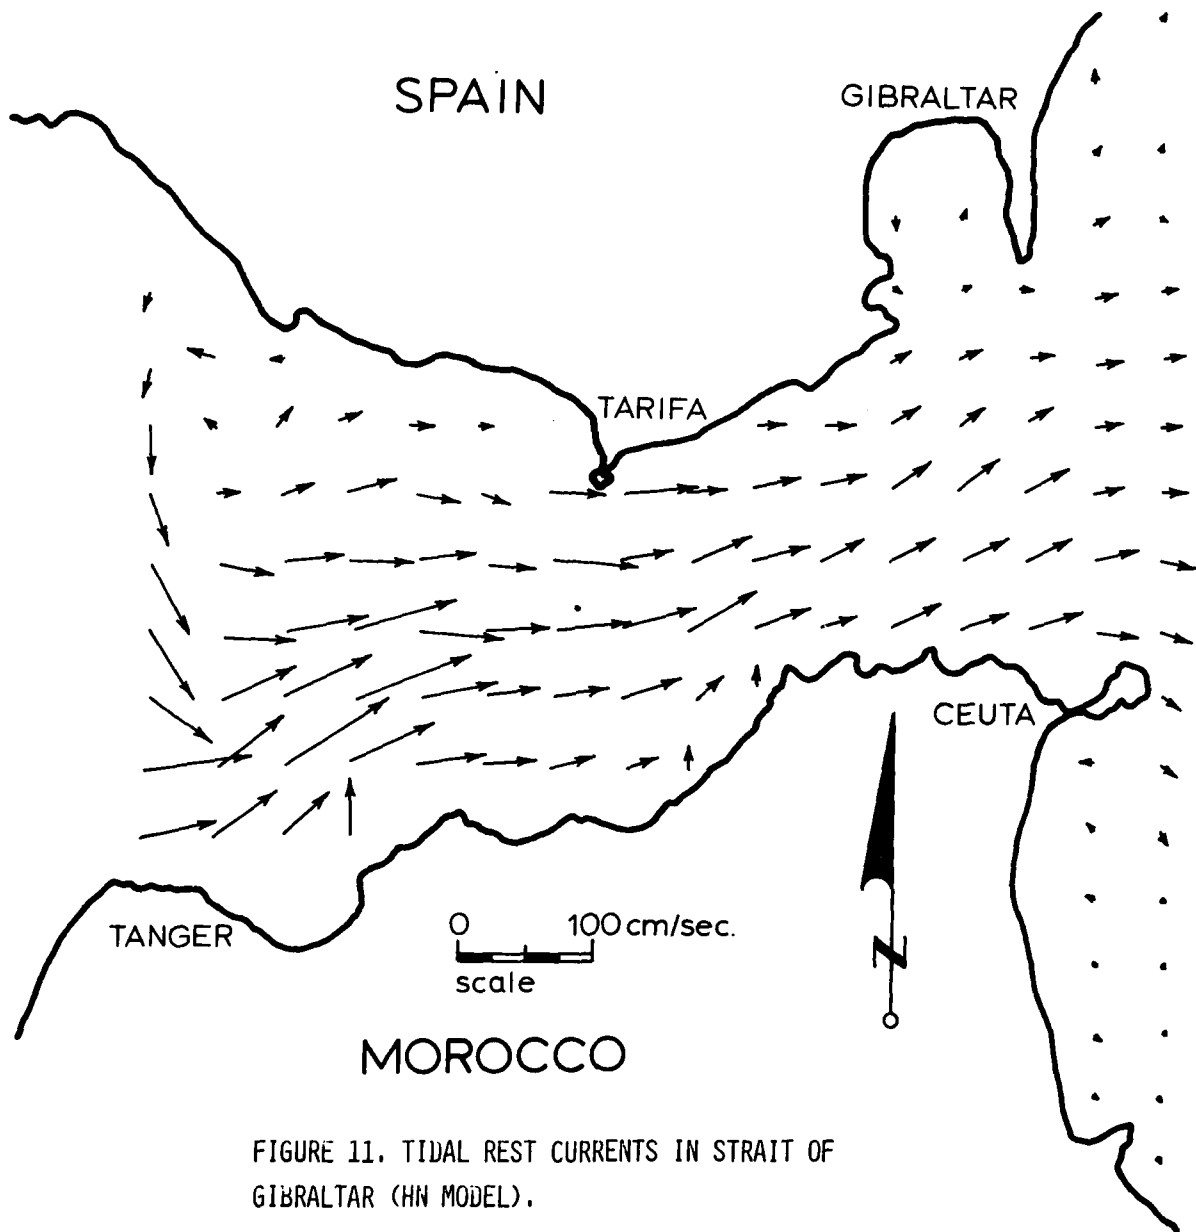 SPAIN
GIBRALTAR
TARIFA
CEUTA
TANGER
0 100 cm/sec.
scale
N
MOROCCO
FIGURE 11. TIDAL REST CURRENTS IN STRAIT OF
GIBRALTAR (HN MODEL).